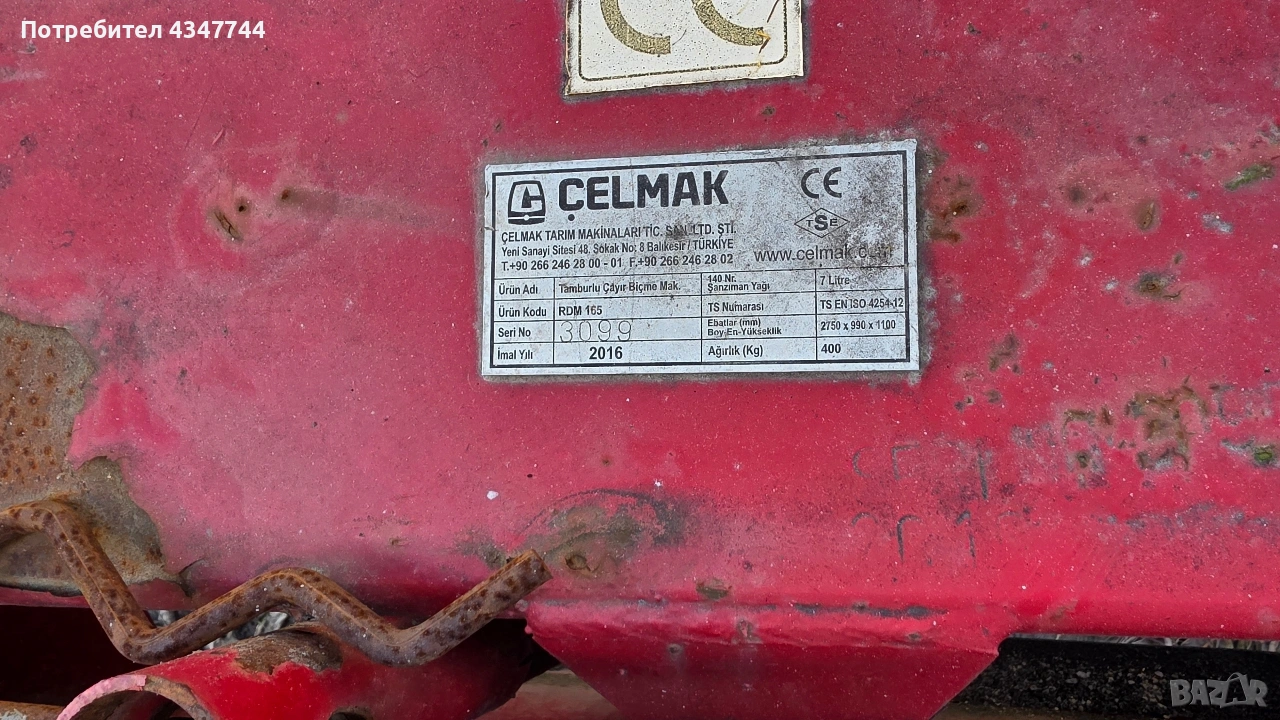 Потребител 4347744
CE
ÇELMAK
CE
ÇELMAK TARIM MAKİNALARI TİC. SAN. LTD. ŞTİ.
TSE
Yeni Sanayi Sitesi 48. Sokak No: 8 Balıkesir / TÜRKİYE
T.+90 266 246 28 00 - 01 F.+90 266 246 28 02
www.celmak.com
Ürün Adı Tamburlu Çayır Biçme Mak. 140 Nr. Şanzıman Yağı 7 Litre
Ürün Kodu RDM 165 TS Numarası TS EN ISO 4254-12
Seri No 3099 Ebatlar (mm) Boy-En-Yükseklik 2750 x 990 x 1100
İmal Yılı 2016 Ağırlık (Kg) 400
BAZAR